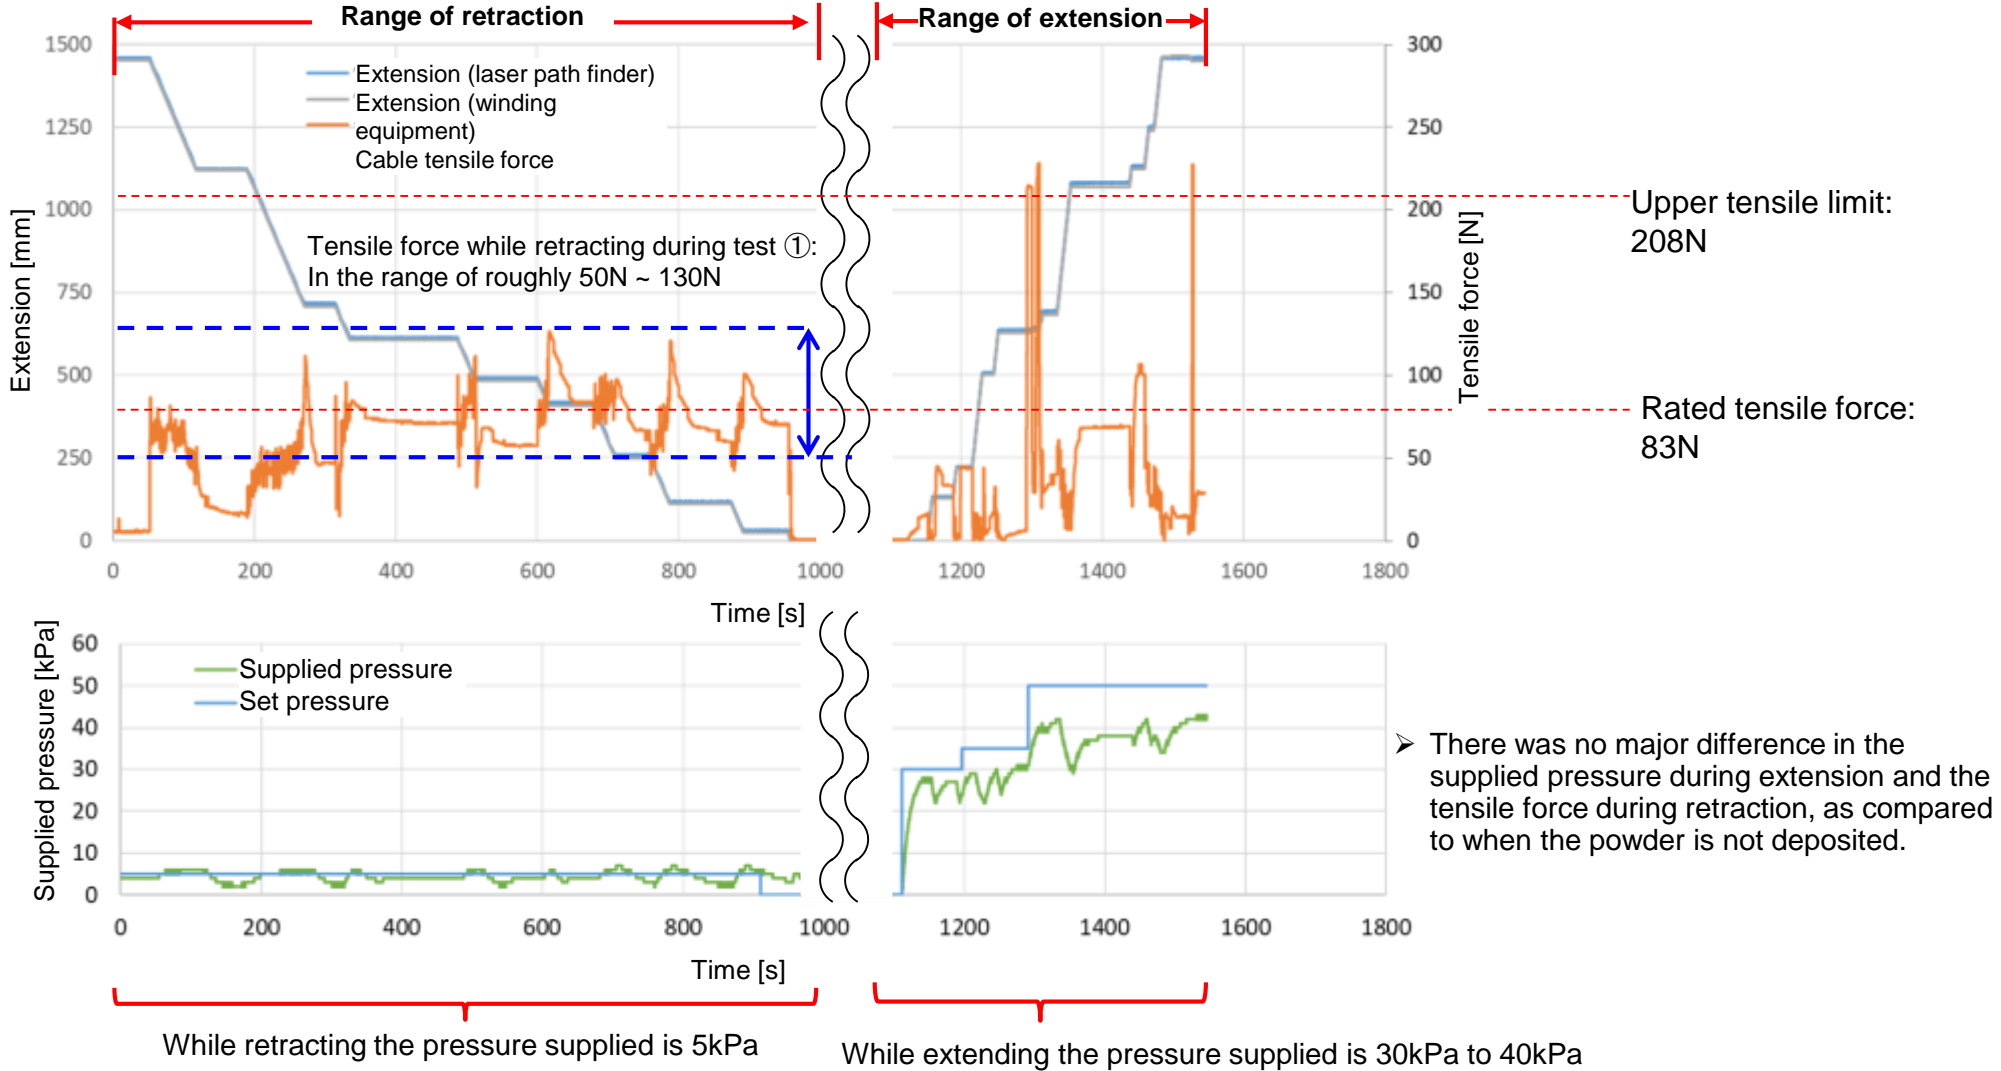 Range of retraction
Range of extension
1500
1250
1000
750
500
250
0
Extension [mm]
Extension (laser path finder)
Extension (winding
equipment)
Cable tensile force
Tensile force while retracting during test ①:
In the range of roughly 50N ~ 130N
300
250
200
150
100
50
0
Tensile force [N]
Upper tensile limit:
208N
Rated tensile force:
83N
0
200
400
600
800
1000
1200
1400
1600
1800
Time [s]
60
50
40
30
20
10
0
Supplied pressure [kPa]
Supplied pressure
Set pressure
➢ There was no major difference in the
supplied pressure during extension and the
tensile force during retraction, as compared
to when the powder is not deposited.
0
200
400
600
800
1000
1200
1400
1600
1800
Time [s]
While retracting the pressure supplied is 5kPa
While extending the pressure supplied is 30kPa to 40kPa